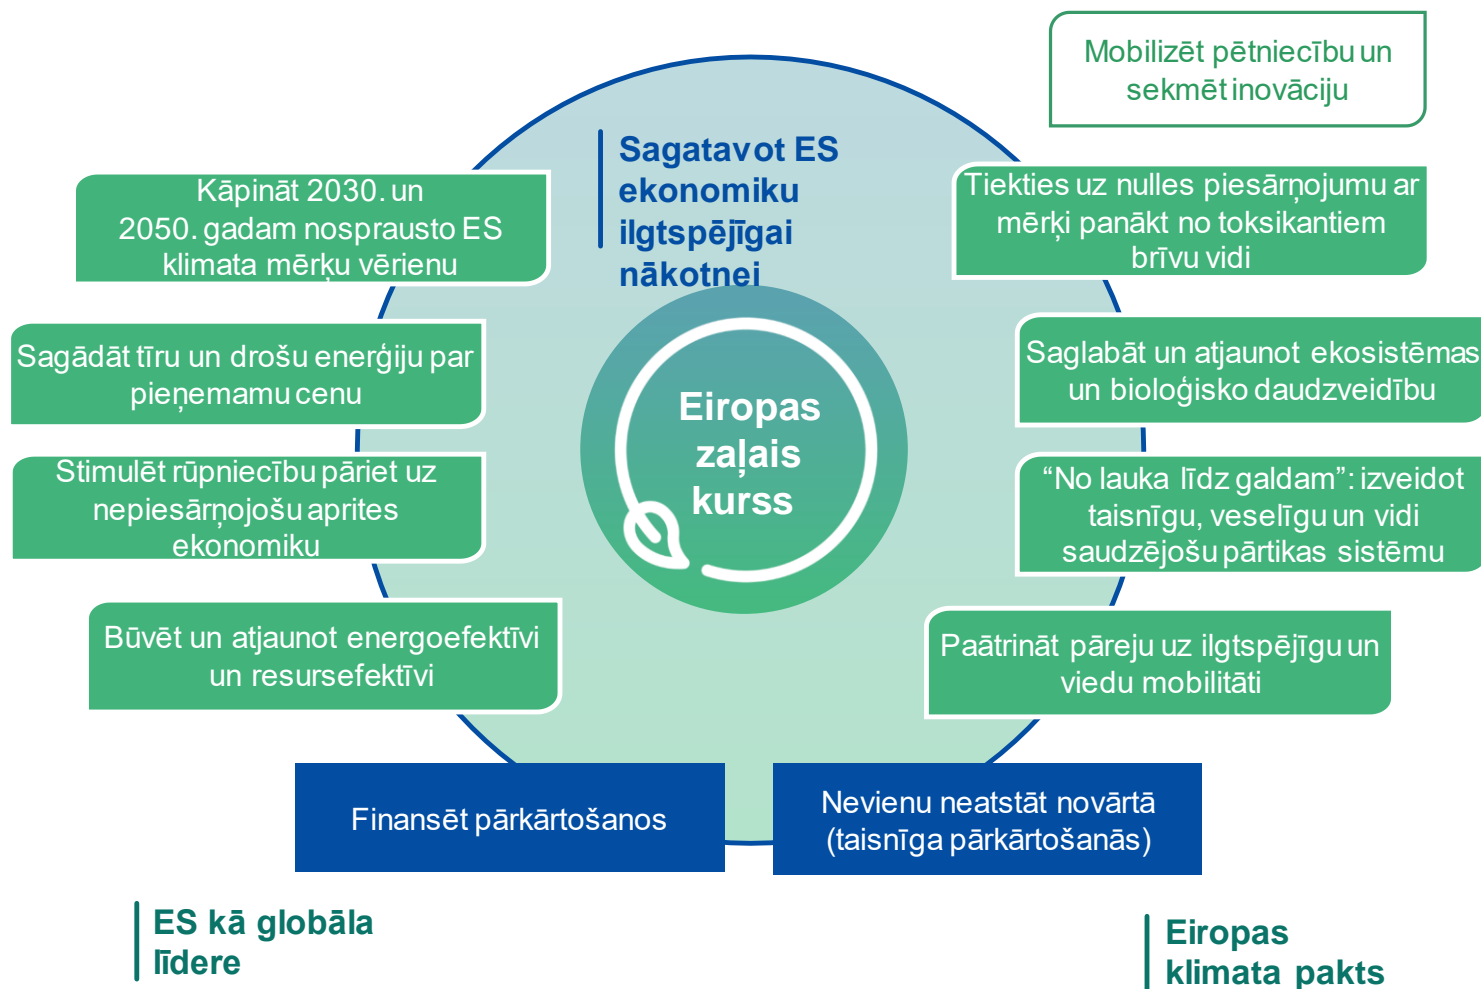 Mobilizēt pētniecību un
sekmēt inovāciju
Sagatavot ES
ekonomiku
ilgtspējīgai
nākotnei
Kāpināt 2030. un
2050. gadam nosprausto ES
klimata mērķu vērienu
Tiekties uz nulles piesārņojumu ar
mērķi panākt no toksikantiem
brīvu vidi
Sagādāt tīru un drošu enerģiju par
pieņemamu cenu
Saglabāt un atjaunot ekosistēmas
un bioloģisko daudzveidību
Eiropas
zaļais
kurss
Stimulēt rūpniecību pāriet uz
nepiesārņojošu aprites
ekonomiku
“No lauka līdz galdam”: izveidot
taisnīgu, veselīgu un vidi
saudzējošu pārtikas sistēmu
Būvēt un atjaunot energoefektīvi
un resursefektīvi
Paātrināt pāreju uz ilgtspējīgu un
viedu mobilitāti
Finansēt pārkārtošanos
Nevienu neatstāt novārtā
(taisnīga pārkārtošanās)
ES kā globāla
līdere
Eiropas
klimata pakts